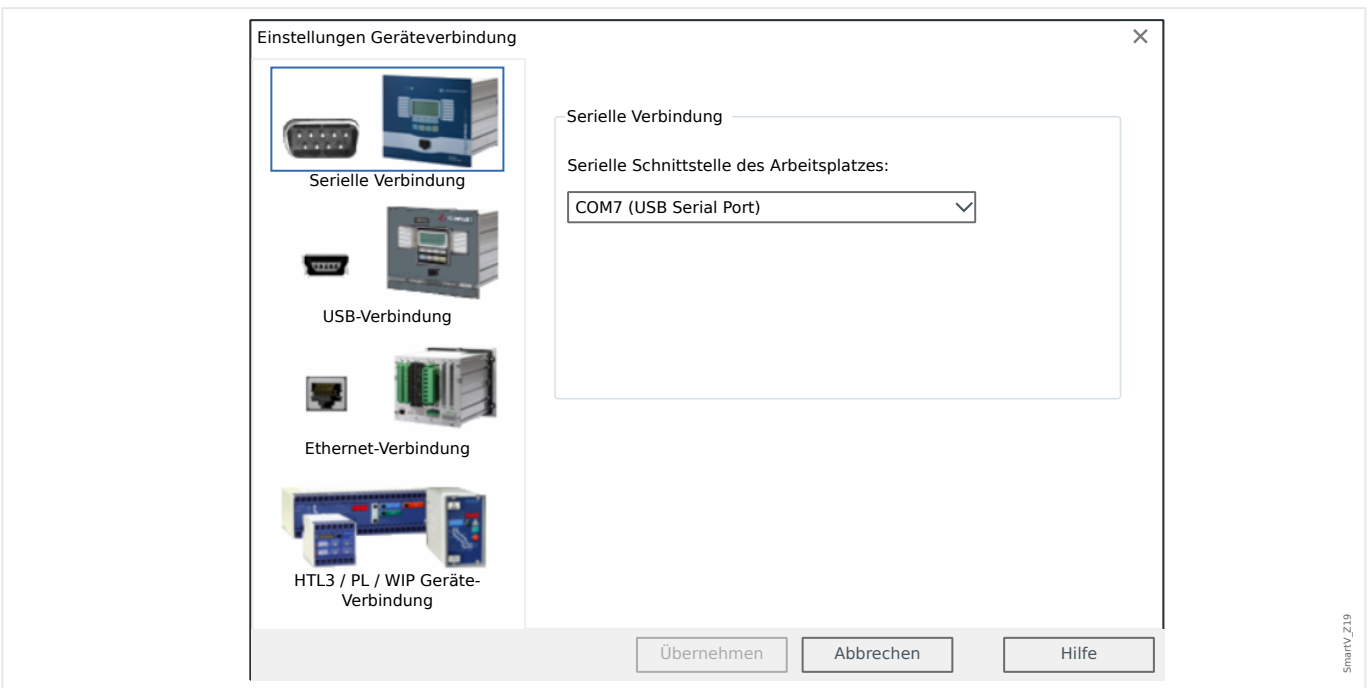 Einstellungen Geräteverbindung
Serielle Verbindung
USB-Verbindung
Ethernet-Verbindung
HTL3 / PL / WIP Geräte-
Verbindung
Serielle Verbindung
Serielle Schnittstelle des Arbeitsplatzes:
COM7 (USB Serial Port)
Übernehmen
Abbrechen
Hilfe
SmartV_Z19